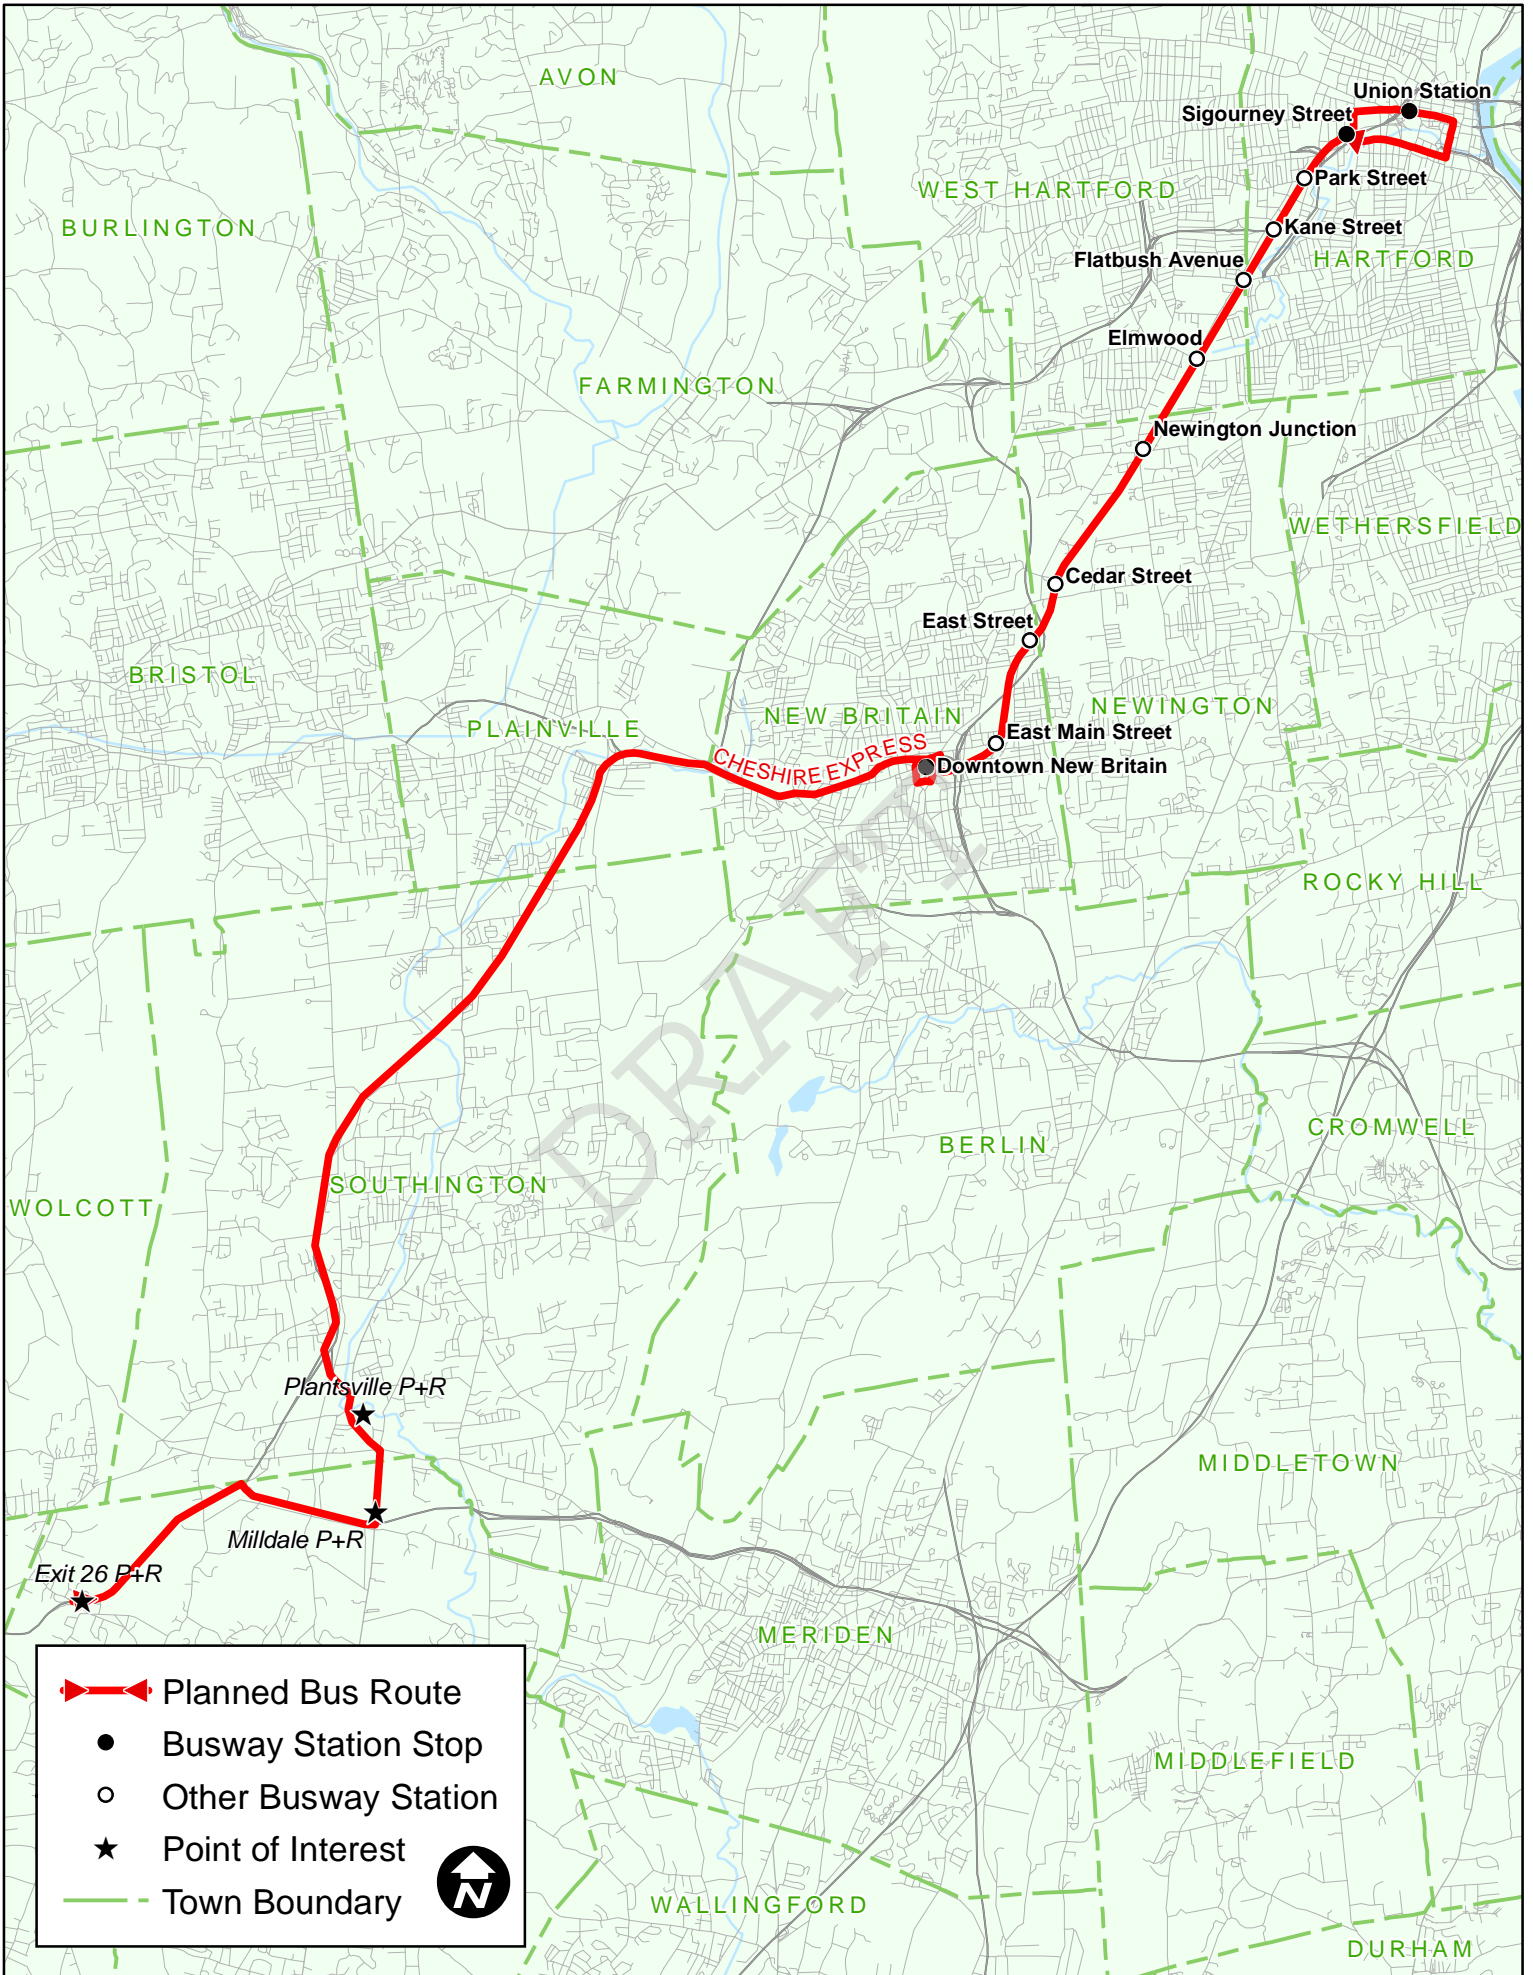 AVON
Union Station
Sigourney Street
Park Street
WEST HARTFORD
BURLINGTON
Kane Street
Flatbush Avenue
HARTFORD
Elmwood
FARMINGTON
Newington Junction
WETHERSFIELD
Cedar Street
East Street
BRISTOL
NEWINGTON
NEW BRITAIN
PLAINVILLE
East Main Street
CHESHIRE EXPRESS
Downtown New Britain
ROCKY HILL
DRAFT
CROMWELL
BERLIN
SOUTHINGTON
WOLCOTT
Plantsville P+R
MIDDLETOWN
Milldale P+R
Exit 26 P+R
MERIDEN
Planned Bus Route
Busway Station Stop
MIDDLEFIELD
Other Busway Station
Point of Interest
Town Boundary
N
WALLINGFORD
DURHAM